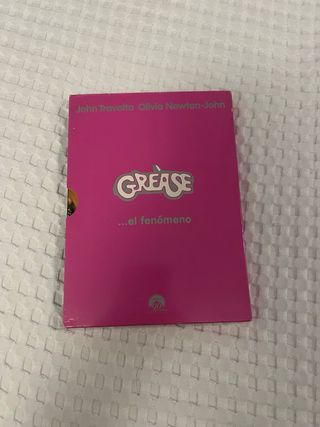 John Travolta Olivia Newton-John
GREASE
...el fenómeno